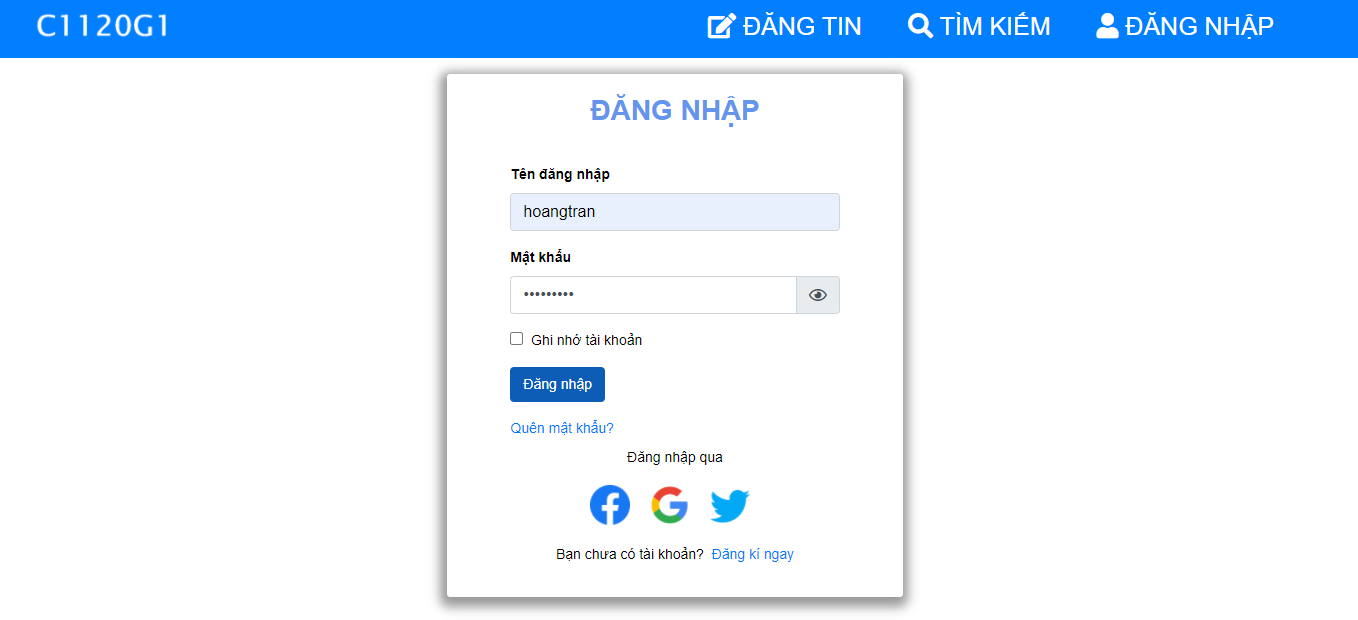 C1120G1 ĐĂNG TIN TÌM KIẾM ĐĂNG NHẬP
ĐĂNG NHẬP
Tên đăng nhập
hoangtran
Mật khẩu
•••••••••
Ghi nhớ tài khoản
Đăng nhập
Quên mật khẩu?
Đăng nhập qua
Bạn chưa có tài khoản? Đăng kí ngay